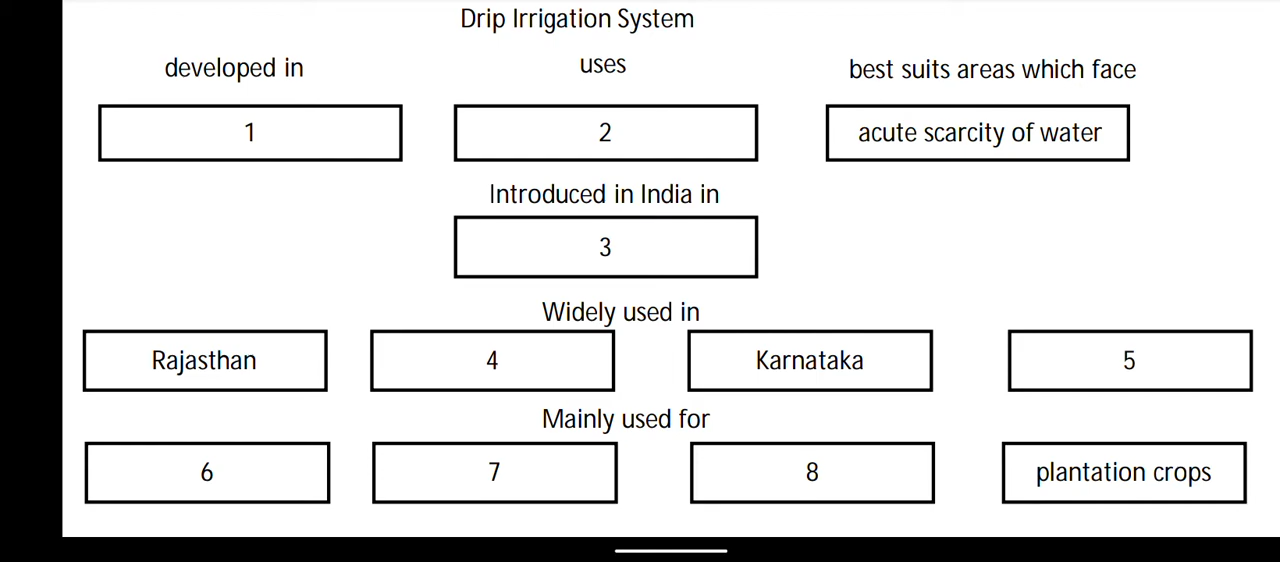 Drip Irrigation System
developed in uses best suits areas which face
1 2 acute scarcity of water
Introduced in India in
3
Widely used in
Rajasthan 4 Karnataka 5
Mainly used for
6 7 8 plantation crops